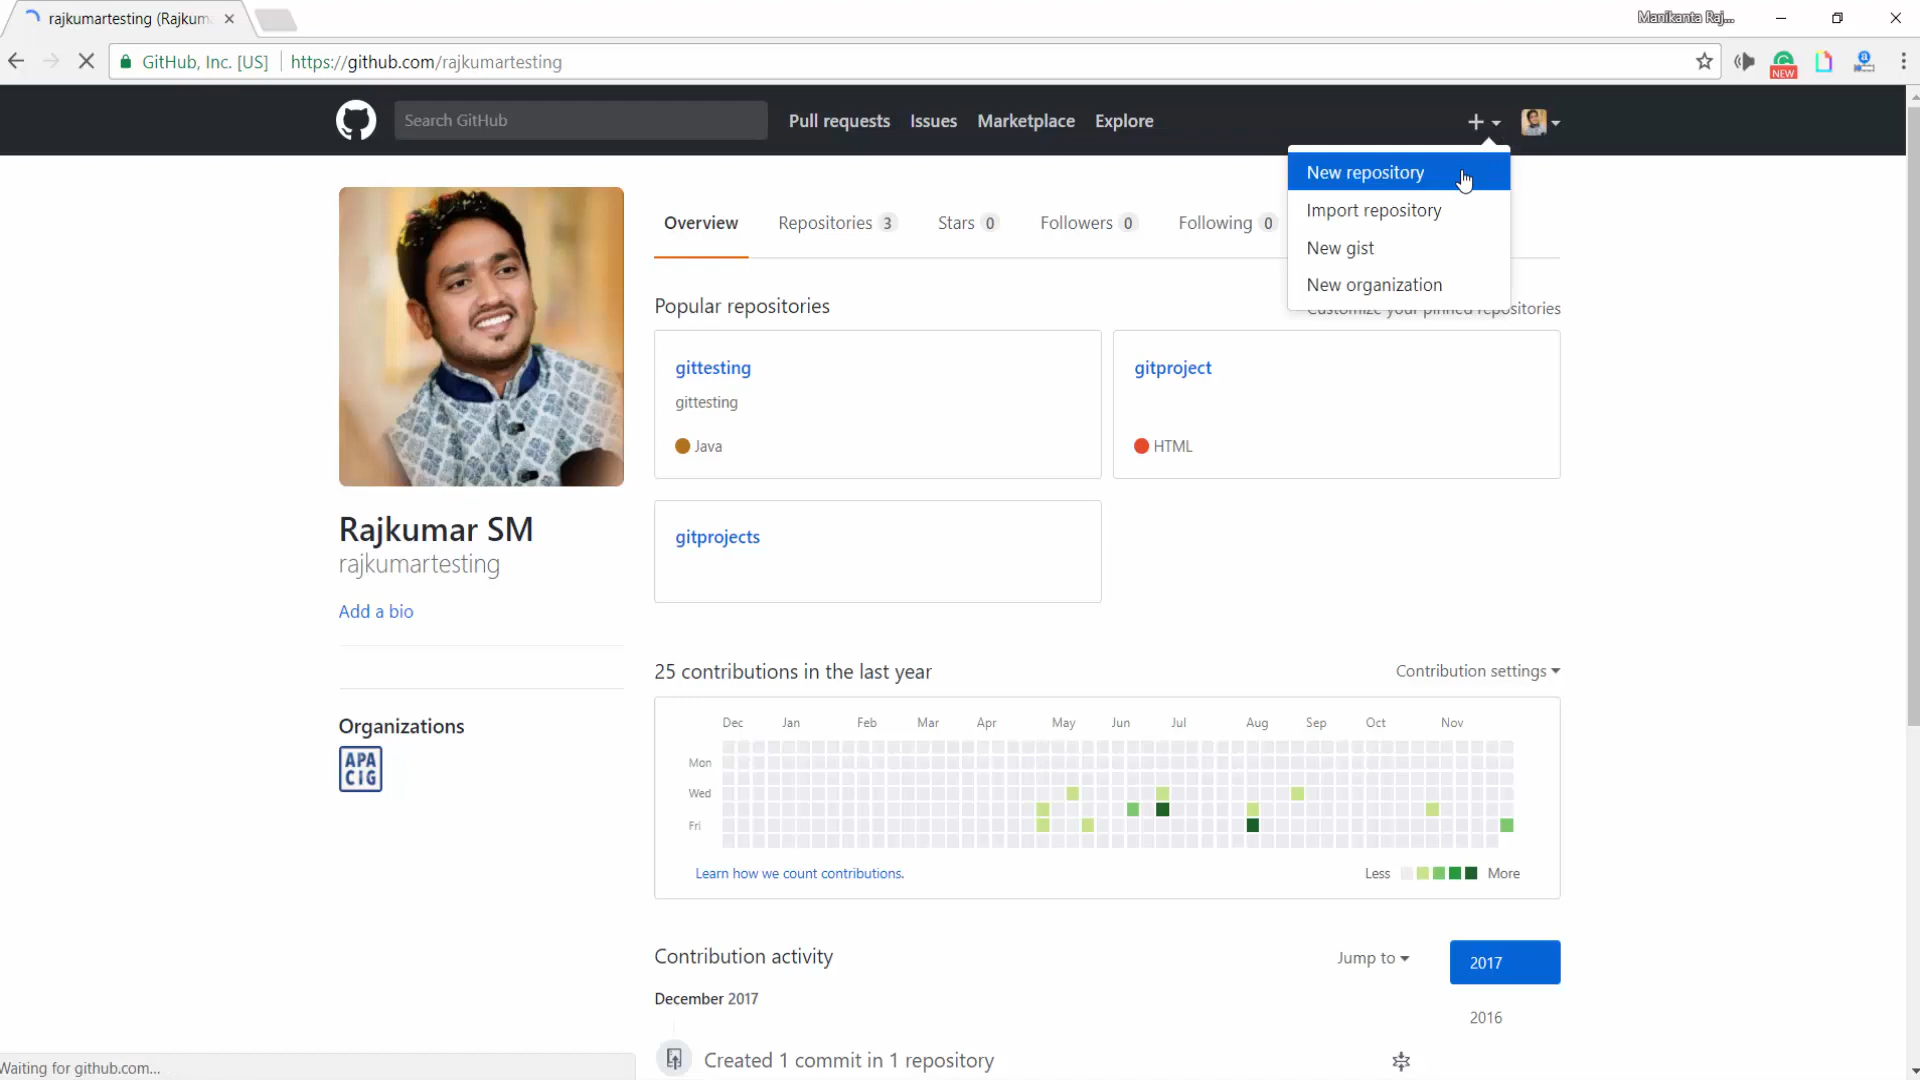 rajkumartesting (Rajkum
Manikanta Raj...
GitHub, Inc. [US]
https://github.com/rajkumartesting
NEW
Search GitHub
Pull requests
Issues
Marketplace
Explore
New repository
Import repository
New gist
New organization
Overview
Repositories 3
Stars 0
Followers 0
Following 0
Popular repositories
Customize your pinned repositories
gittesting
gittesting
Java
gitproject
HTML
gitprojects
Rajkumar SM
rajkumartesting
Add a bio
Organizations
APA
CIG
25 contributions in the last year
Contribution settings
Dec Jan Feb Mar Apr May Jun Jul Aug Sep Oct Nov
Mon
Wed
Fri
Learn how we count contributions.
Less
More
Contribution activity
Jump to
2017
December 2017
2016
Created 1 commit in 1 repository
Waiting for github.com...